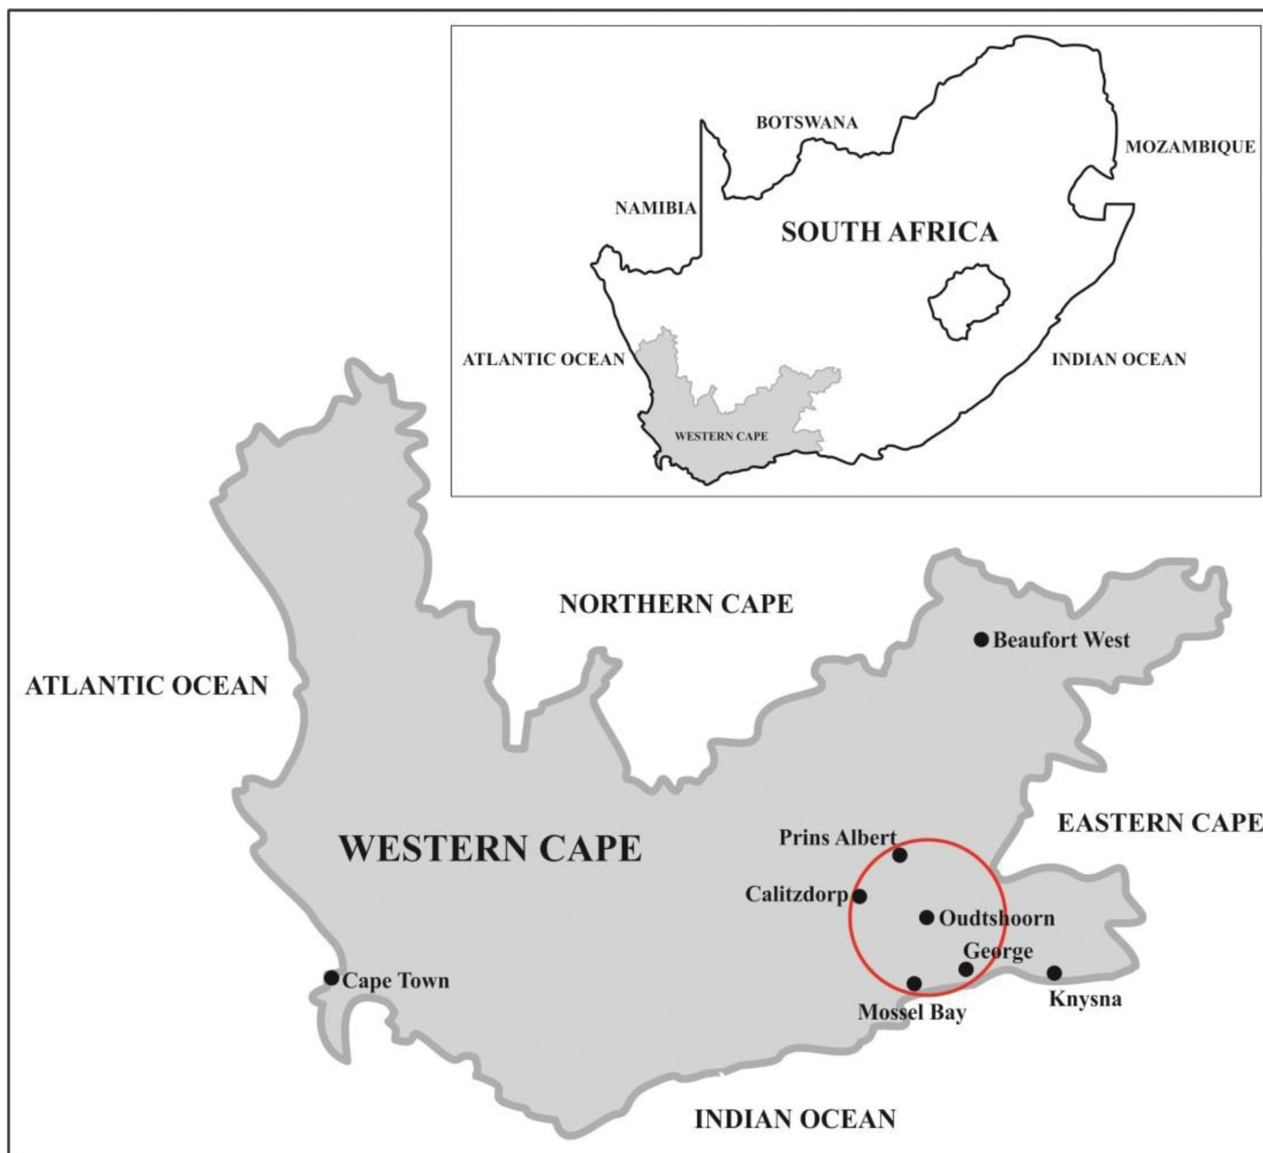 BOTSWANA
MOZAMBIQUE
NAMIBIA
SOUTH AFRICA
ATLANTIC OCEAN
INDIAN OCEAN
WESTERN CAPE
NORTHERN CAPE
Beaufort West
ATLANTIC OCEAN
EASTERN CAPE
Prins Albert
WESTERN CAPE
Calitzdorp
Oudtshoorn
George
Cape Town
Knysna
Mossel Bay
INDIAN OCEAN